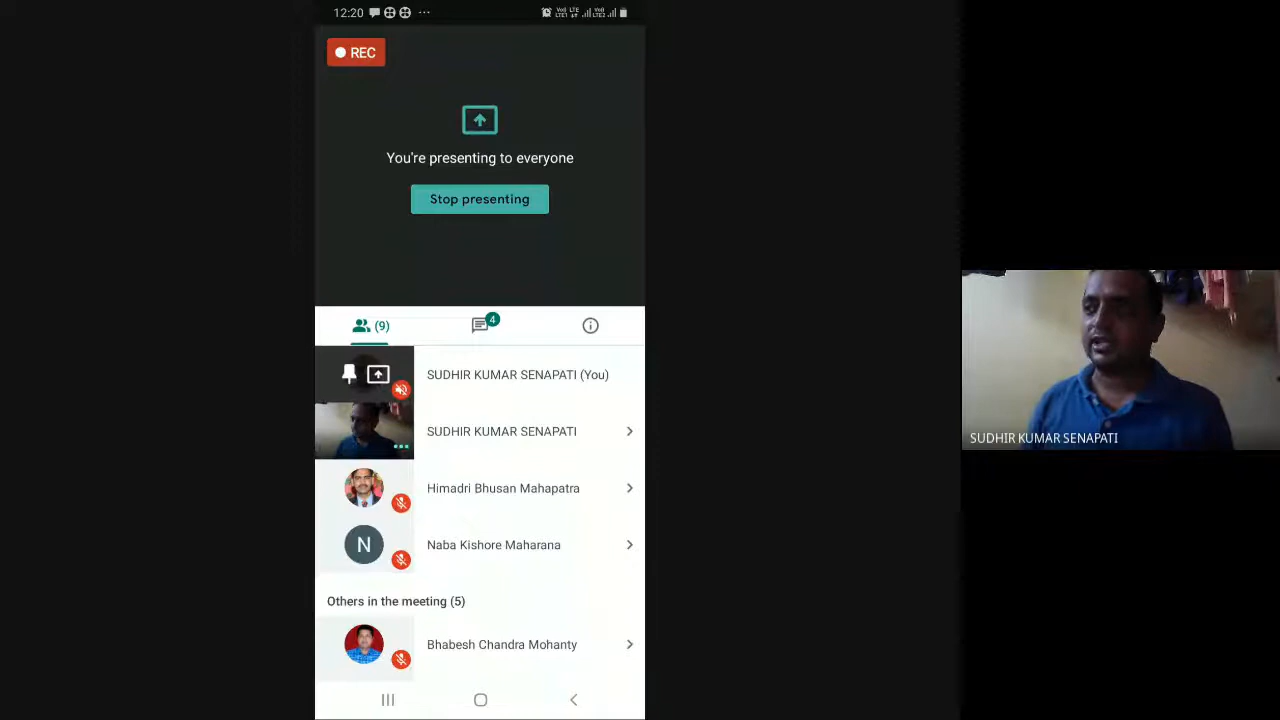 12:20
REC
You're presenting to everyone
Stop presenting
(9)
4
SUDHIR KUMAR SENAPATI (You)
SUDHIR KUMAR SENAPATI
Himadri Bhusan Mahapatra
N
Naba Kishore Maharana
Others in the meeting (5)
Bhabesh Chandra Mohanty
SUDHIR KUMAR SENAPATI